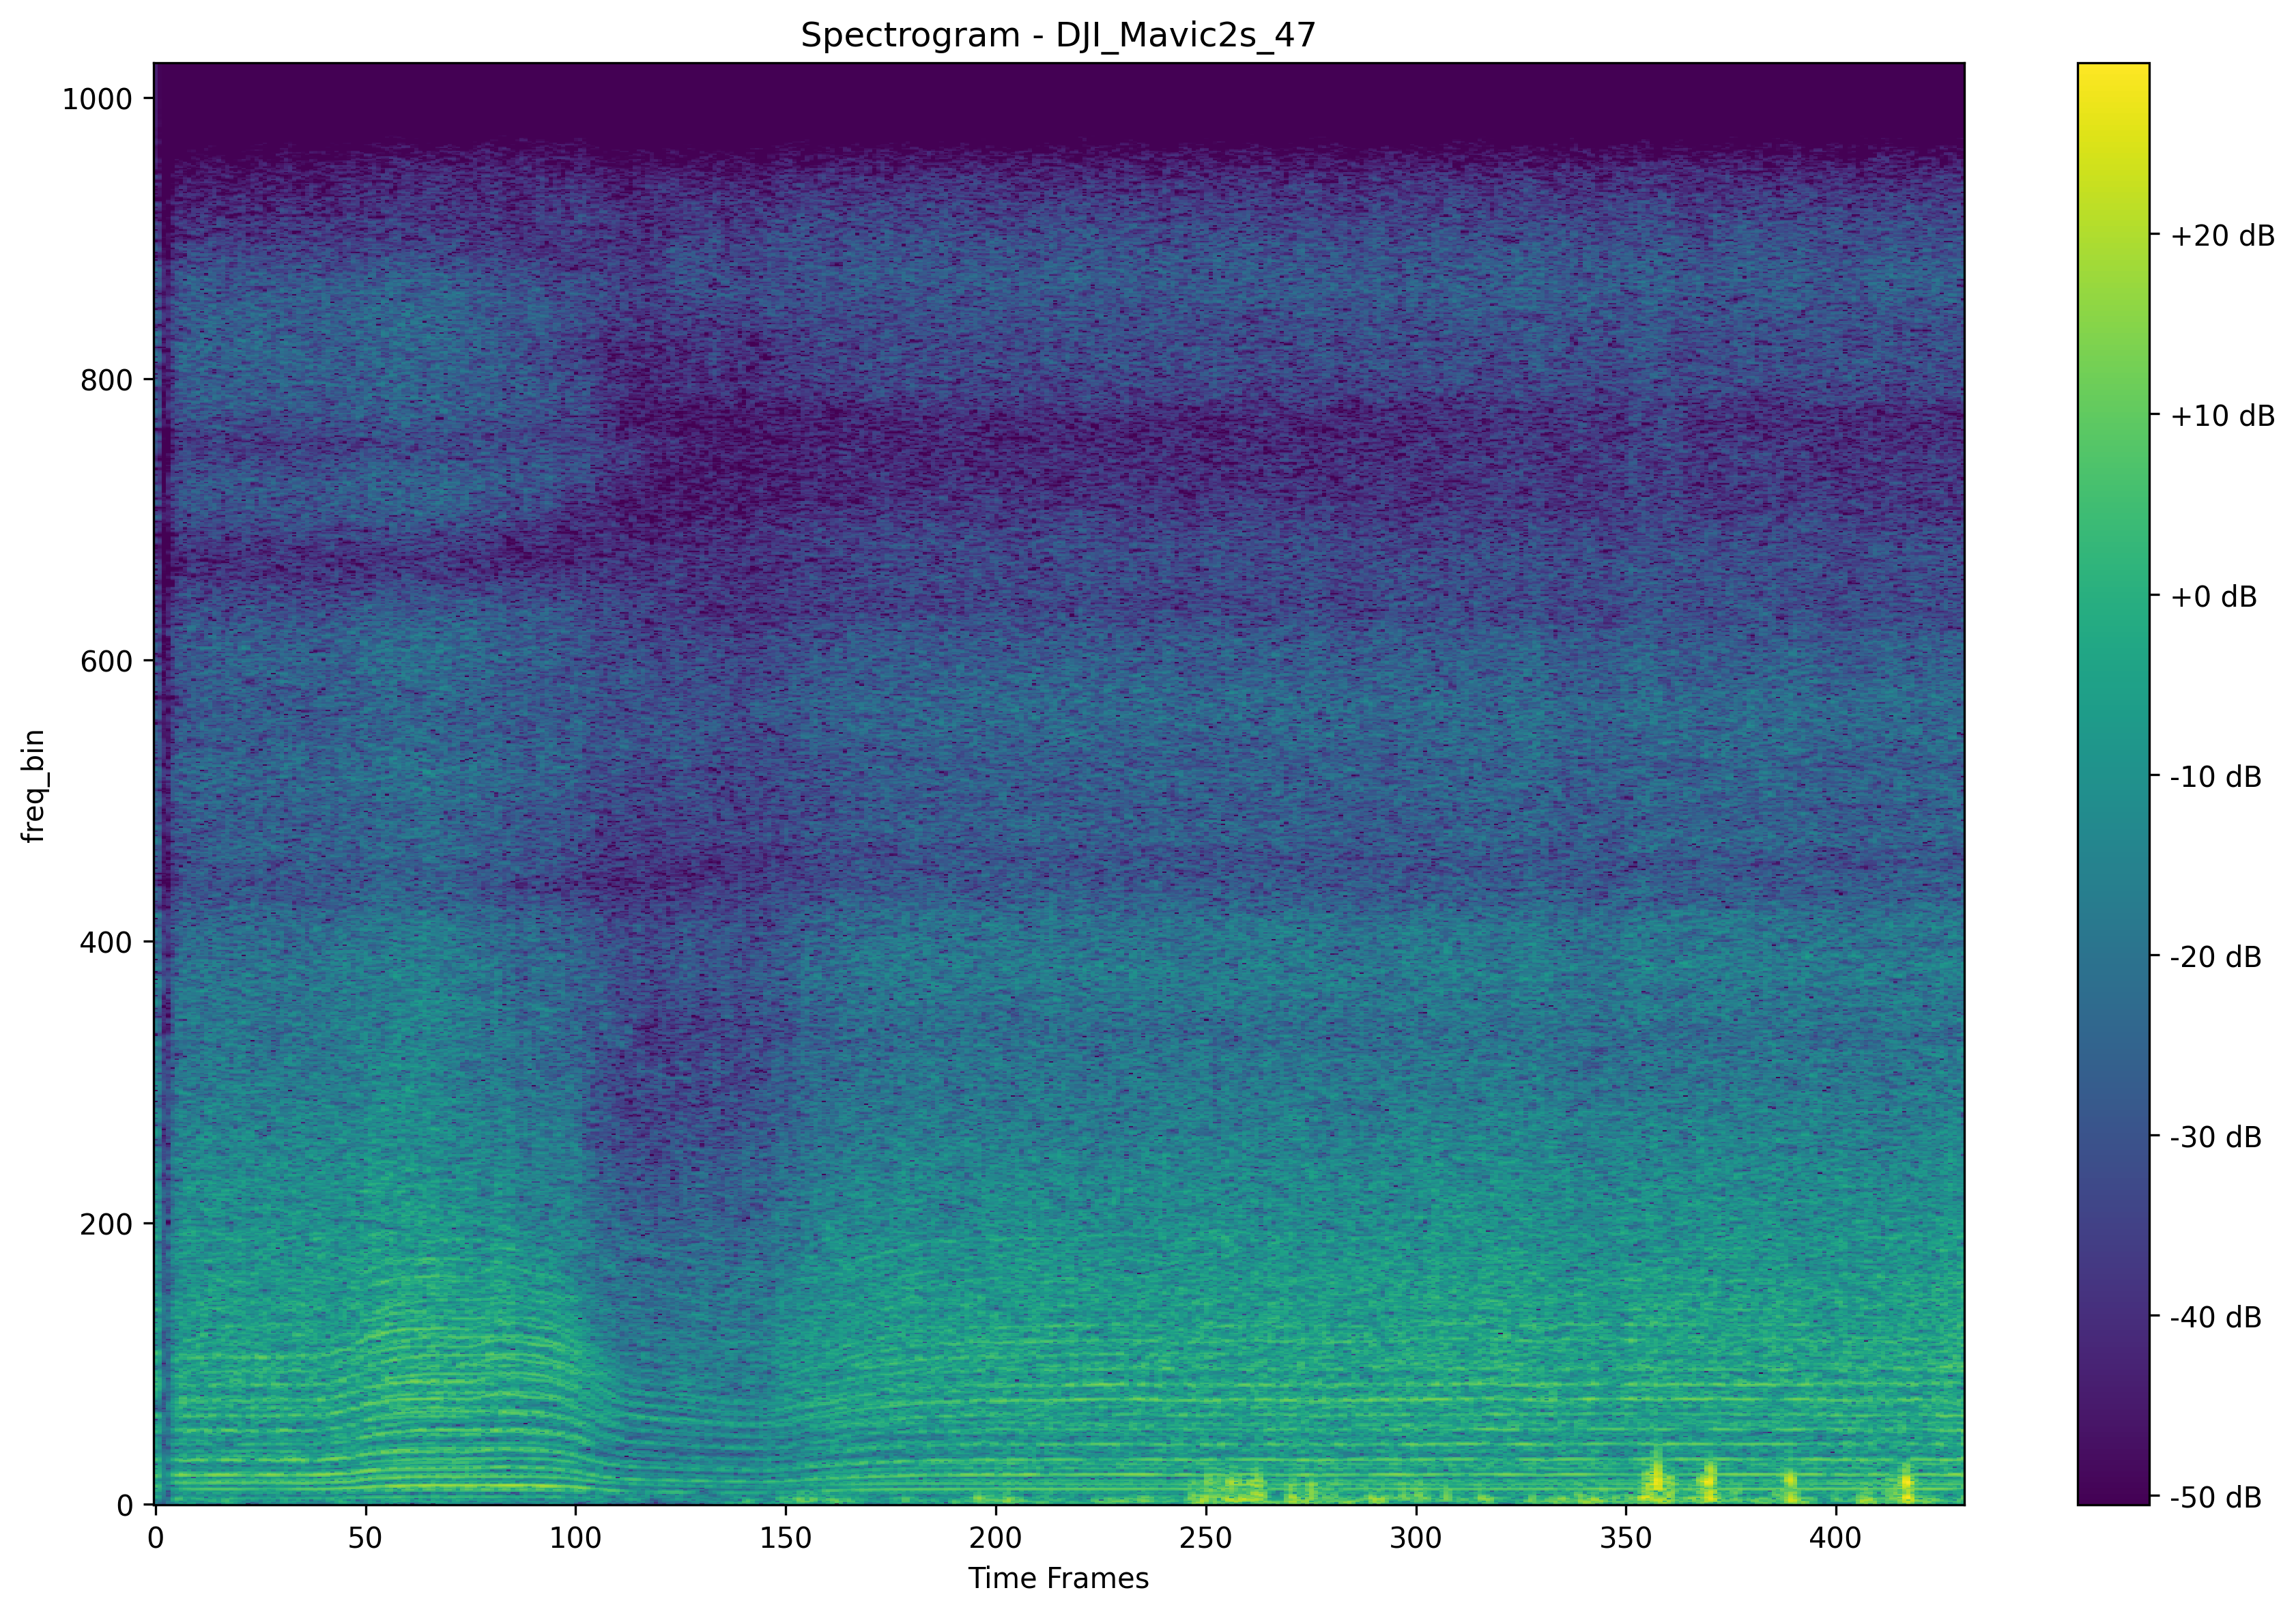 Spectrogram - DJI_Mavic2s_47
1000
800
600
400
200
0
freq_bin
0 50 100 150 200 250 300 350 400
Time Frames
+20 dB
+10 dB
+0 dB
-10 dB
-20 dB
-30 dB
-40 dB
-50 dB